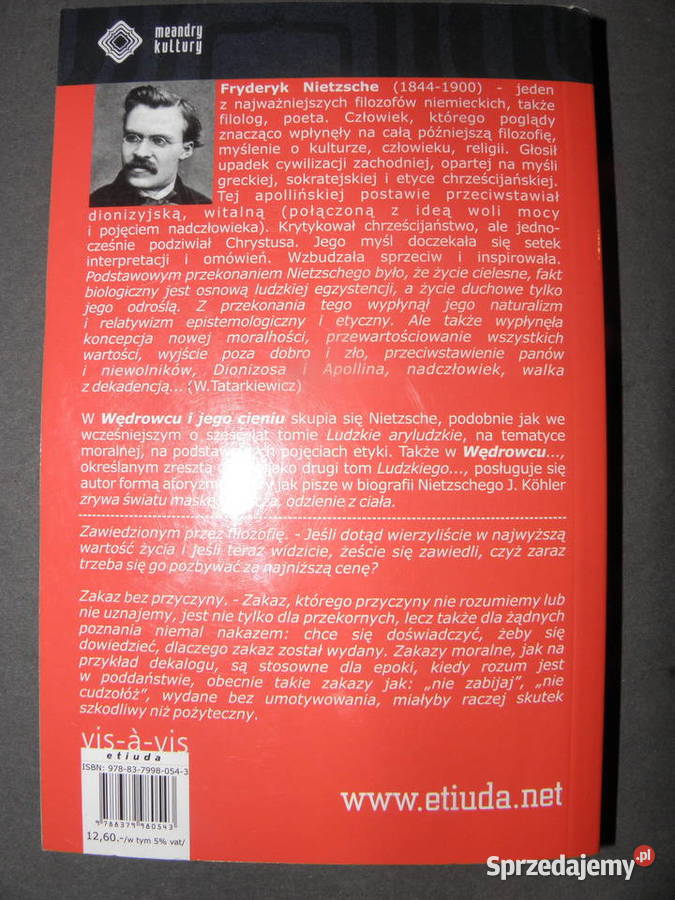 meandry
kultury
Fryderyk Nietzsche (1844-1900) - jeden
z najważniejszych filozofów niemieckich, także
filolog, poeta. Człowiek, którego poglądy
znacząco wpłynęły na całą późniejszą filozofię,
myślenie o kulturze, człowieku, religii. Głosił
upadek cywilizacji zachodniej, opartej na myśli
greckiej, sokratejskiej i etyce chrześcijańskiej.
Tej apollińskiej postawie przeciwstawiał
dionizyjską, witalną (połączoną z ideą woli mocy
i pojęciem nadczłowieka). Krytykował chrześcijaństwo, ale jedno-
cześnie podziwiał Chrystusa. Jego myśl doczekała się setek
interpretacji i omówień. Wzbudzała sprzeciw i inspirowała.
Podstawowym przekonaniem Nietzschego było, że życie cielesne, fakt
biologiczny jest osnową ludzkiej egzystencji, a życie duchowe tylko
jego odroślą. Z przekonania tego wypłynął jego naturalizm
i relatywizm epistemologiczny i etyczny. Ale także wypłynęła
koncepcja nowej moralności, przewartościowanie wszystkich
wartości, wyjście poza dobro i zło, przeciwstawienie panów
i niewolników, Dionizosa i Apollina, nadczłowiek, walka
z dekadencją... (W.Tatarkiewicz)
W Wędrowcu i jego cieniu skupia się Nietzsche, podobnie jak we
wcześniejszym o sześć lat tomie Ludzkie aryludzkie, na tematyce
moralnej, na podstawowych pojęciach etyki. Także w Wędrowcu...,
określanym zresztą jako drugi tom Ludzkiego..., posługuje się
autor formą jak pisze w biografii Nietzschego J. Köhler
zrywa światu maskę odzienie z ciała.
Zawiedzionym przez filozofię. - Jeśli dotąd wierzyliście w najwyższą
wartość życia i jeśli teraz widzicie, żeście się zawiedli, czyż zaraz
trzeba się go pozbywać za najniższą cenę?
Zakaz bez przyczyny. - Zakaz, którego przyczyny nie rozumiemy lub
nie uznajemy, jest nie tylko dla przekornych, lecz także dla żądnych
poznania niemal nakazem: chce się doświadczyć, żeby się
dowiedzieć, dlaczego zakaz został wydany. Zakazy moralne, jak na
przykład dekalogu, są stosowne dla epoki, kiedy rozum jest
w poddaństwie, obecnie takie zakazy jak: „nie zabijaj”, „nie
cudzołóż”, wydane bez umotywowania, miałyby raczej skutek
szkodliwy niż pożyteczny.
vis-à-vis
etiuda
ISBN: 978-83-7998-054-3
9 788379 980543
12,60.-/w tym 5% vat/
www.etiuda.net
Sprzedajemy.pl